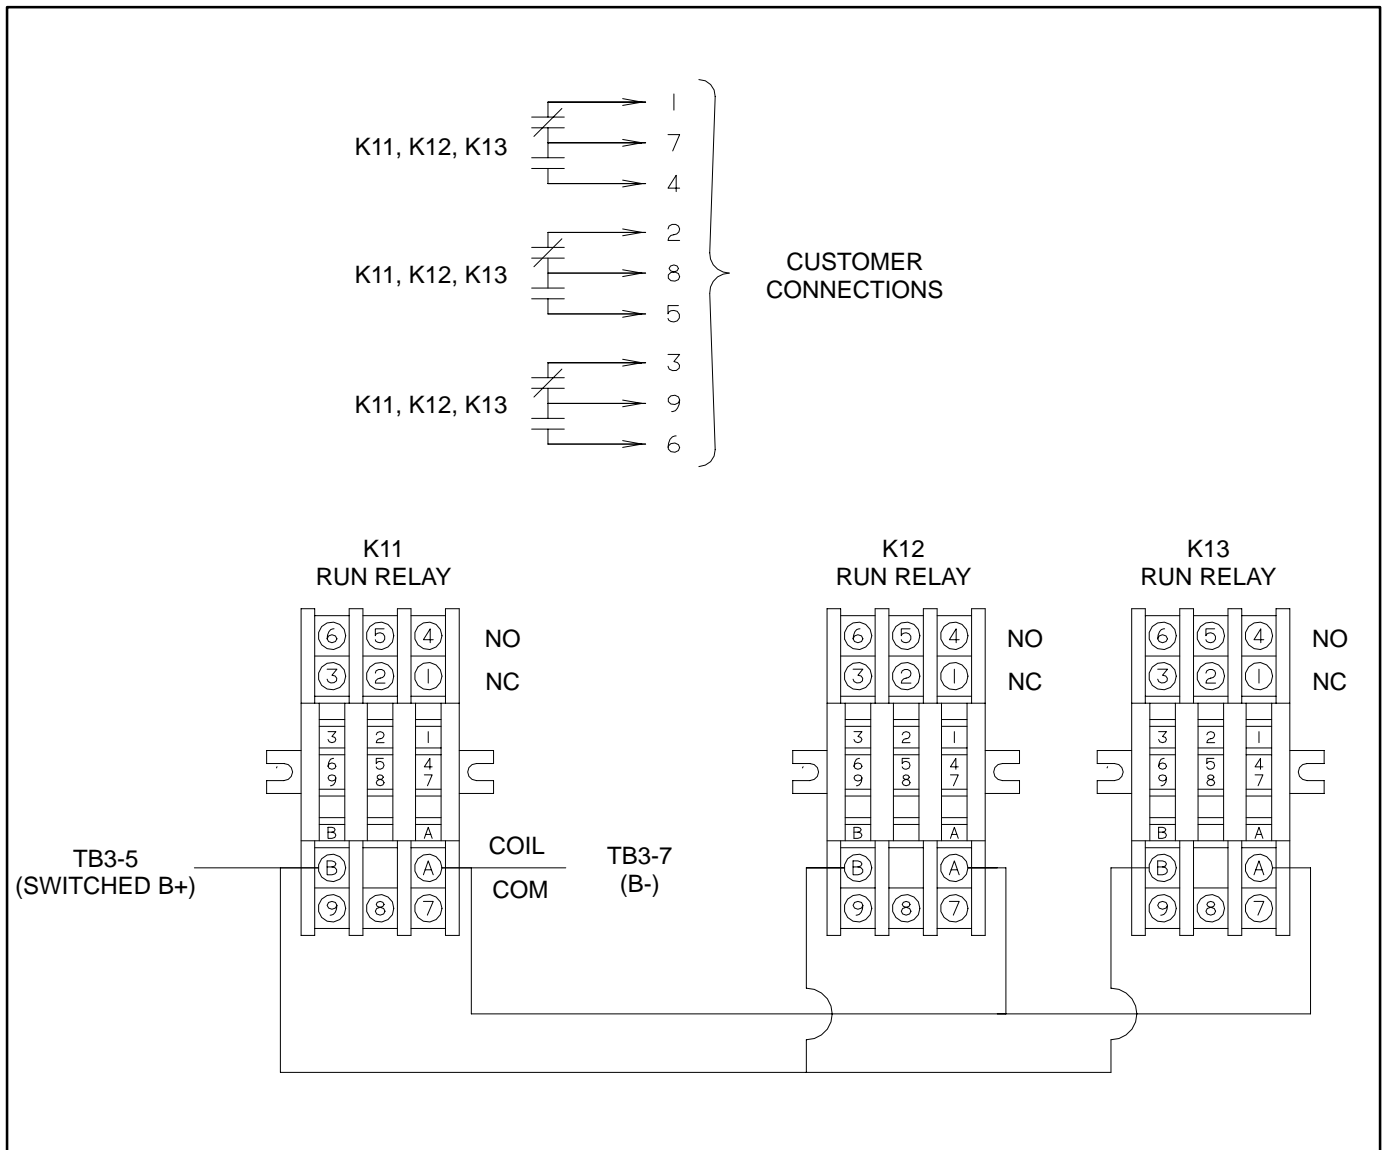 1
K11, K12, K13
7
4
2
K11, K12, K13
8
5
CUSTOMER
CONNECTIONS
3
K11, K12, K13
9
6
K11
RUN RELAY
K12
RUN RELAY
K13
RUN RELAY
6 5 4 NO
3 2 1 NC
3 2 1
6 5 4
9 8 7
B A
TB3-5
(SWITCHED B+)
B A COIL
9 8 7 COM
TB3-7
(B-)
6 5 4 NO
3 2 1 NC
3 2 1
6 5 4
9 8 7
B A
B A
9 8 7
6 5 4 NO
3 2 1 NC
3 2 1
6 5 4
9 8 7
B A
B A
9 8 7